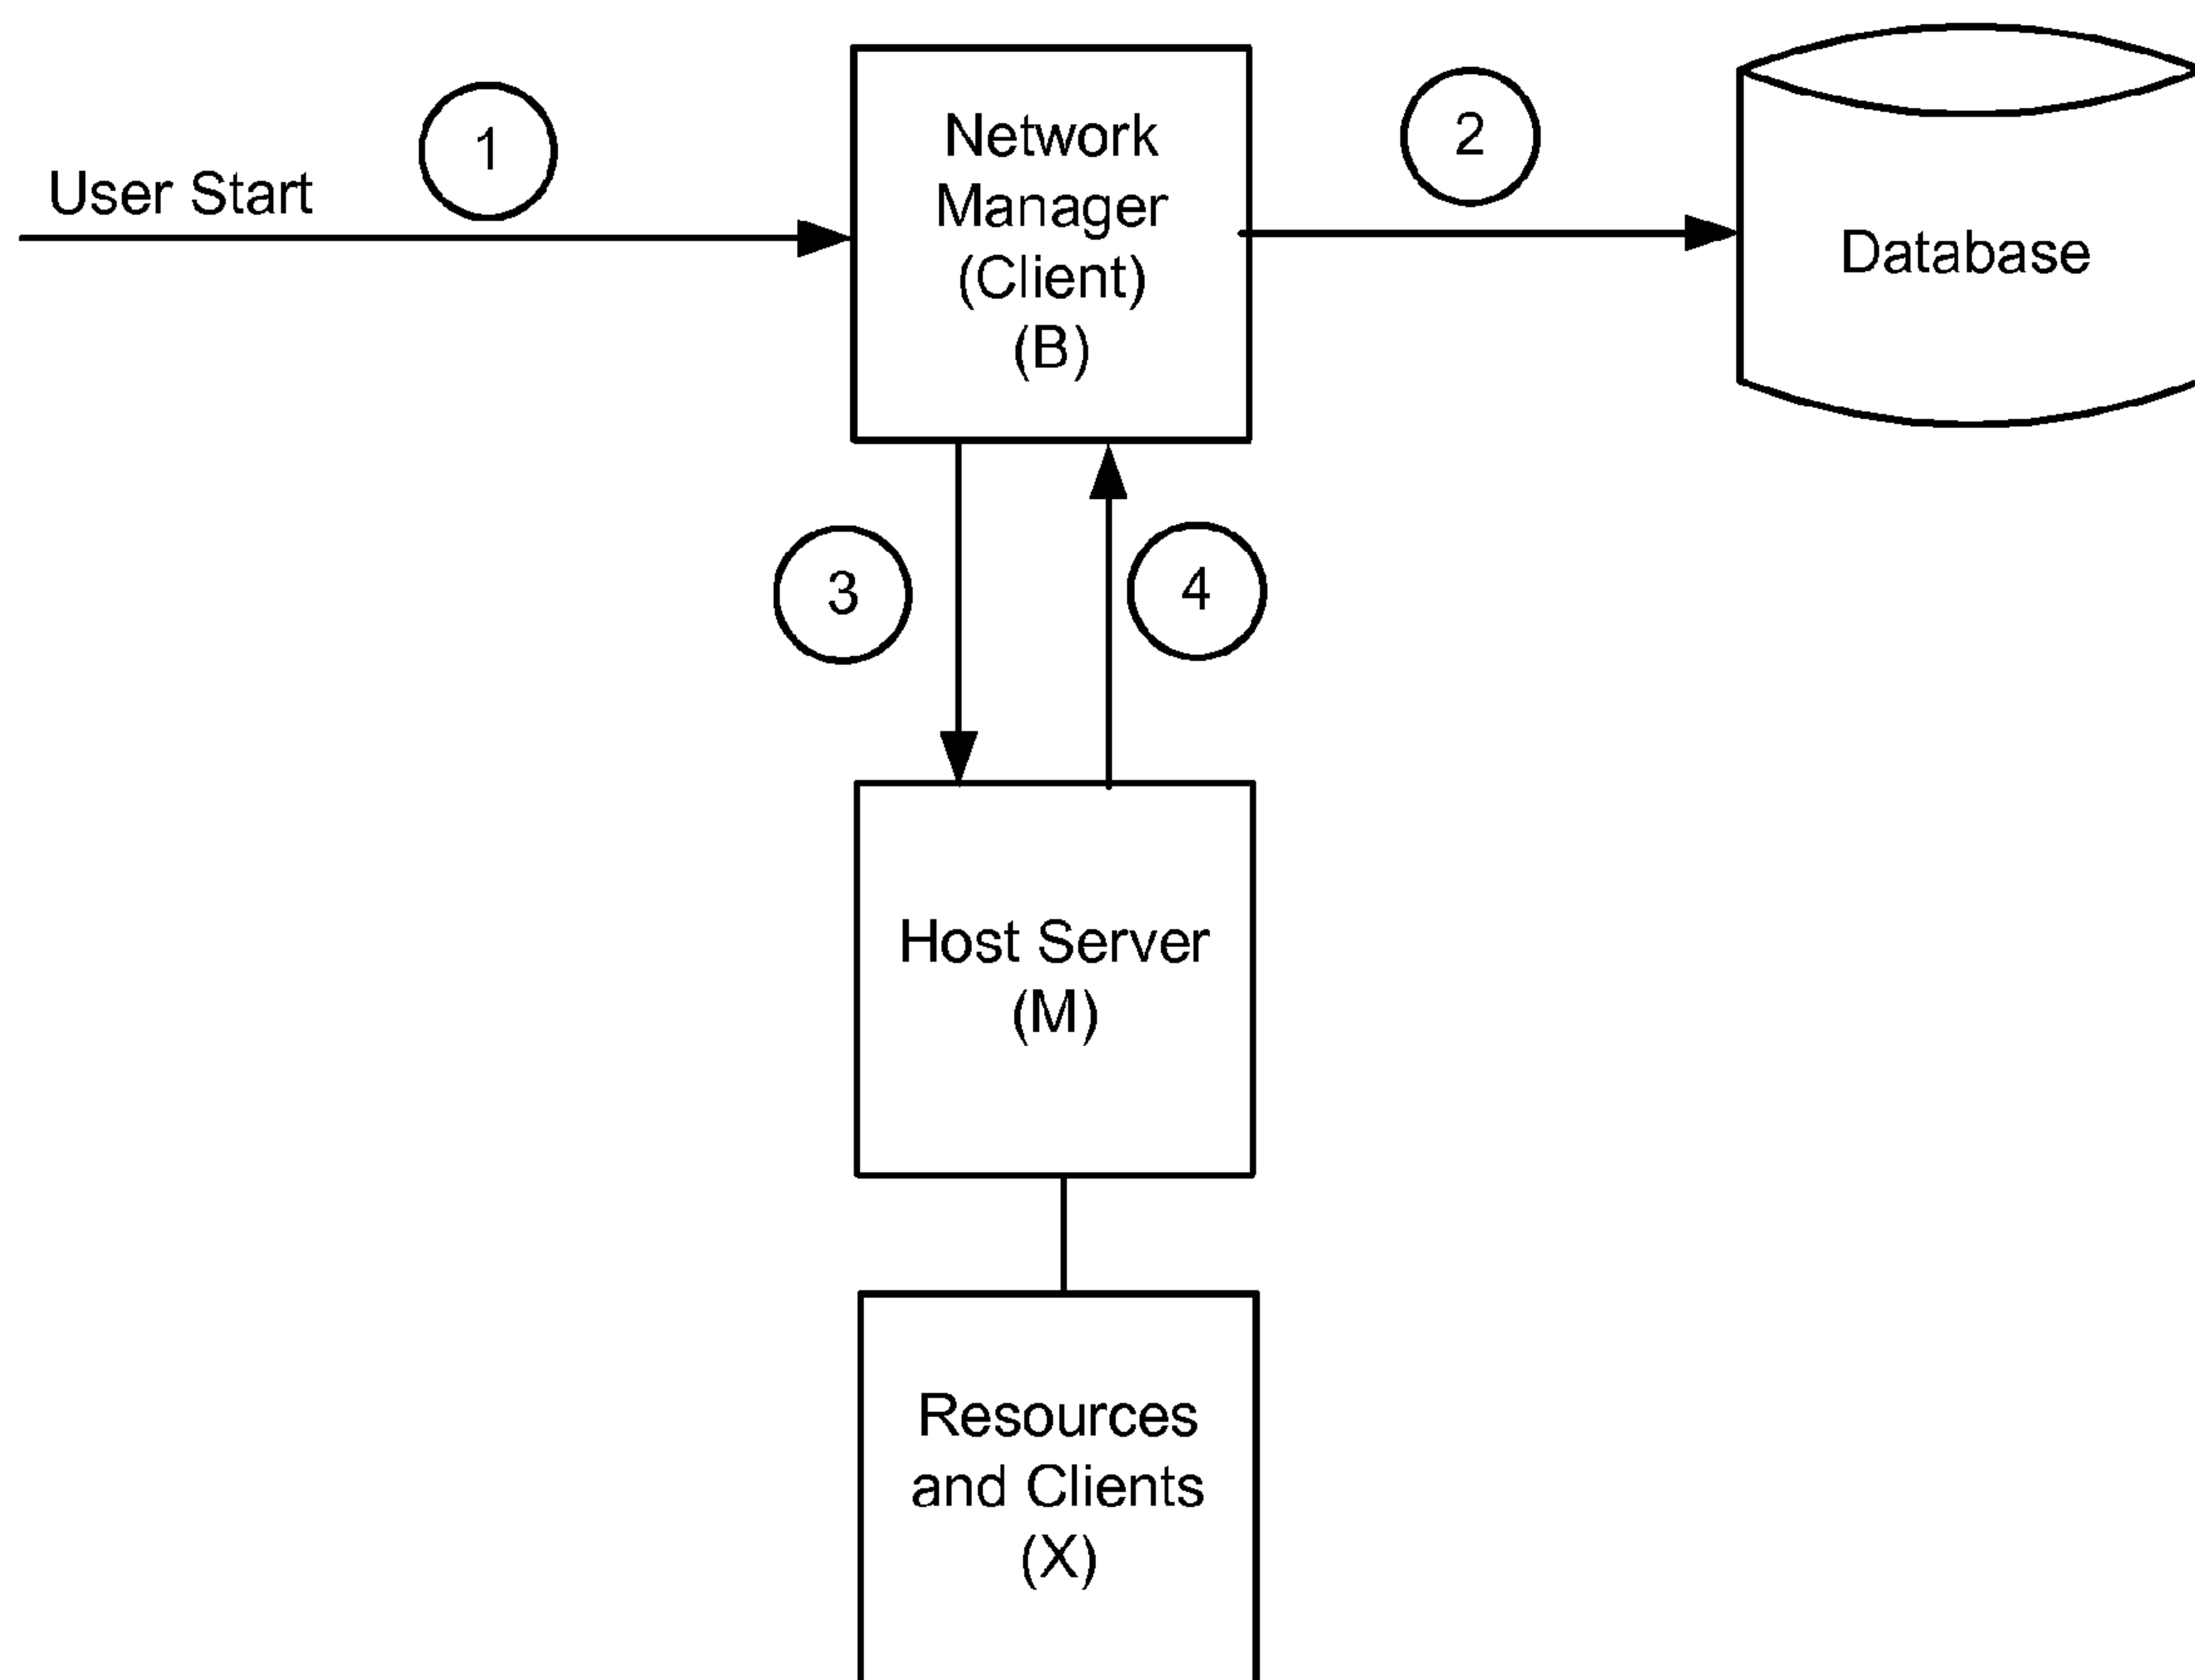 User Start
1
Network
Manager
(Client)
(B)
2
Database
3
4
Host Server
(M)
Resources
and Clients
(X)